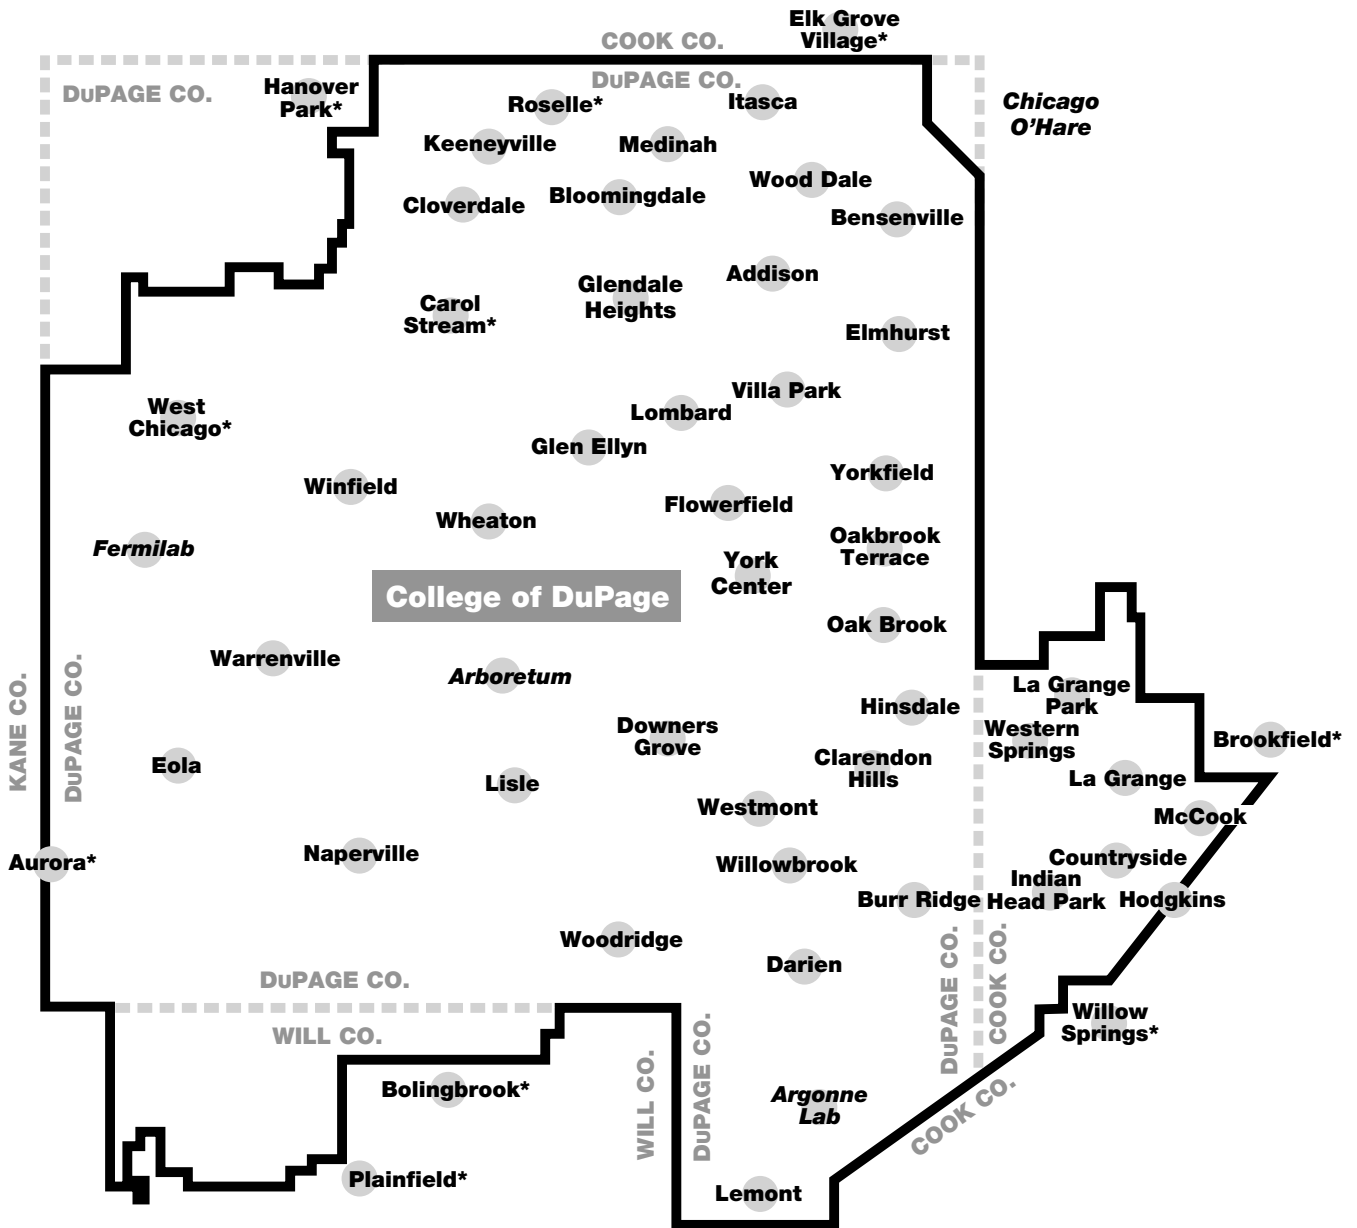 Elk Grove
Village*
COOK CO.
DuPAGE CO.
DuPAGE CO.
Hanover
Park*
Roselle*
Itasca
Chicago
O'Hare
Keeneyville
Medinah
Wood Dale
Cloverdale
Bloomingdale
Bensenville
Addison
Glendale
Heights
Carol
Stream*
Elmhurst
Villa Park
West
Chicago*
Lombard
Glen Ellyn
Yorkfield
Winfield
Flowerfield
Wheaton
Fermilab
Oakbrook
Terrace
York
Center
College of DuPage
Oak Brook
Warrenville
Arboretum
KANE CO.
DuPAGE CO.
La Grange
Park
Hinsdale
Downers
Grove
Western
Springs
Brookfield*
Eola
Clarendon
Hills
La Grange
Lisle
Westmont
McCook
Aurora*
Naperville
Willowbrook
Countryside
Indian
Head Park
Burr Ridge
Hodgkins
Woodridge
Darien
DuPAGE CO.
COOK CO.
DuPAGE CO.
WILL CO.
Willow
Springs*
WILL CO.
DuPAGE CO.
Bolingbrook*
Argonne
Lab
COOK CO.
Plainfield*
Lemont